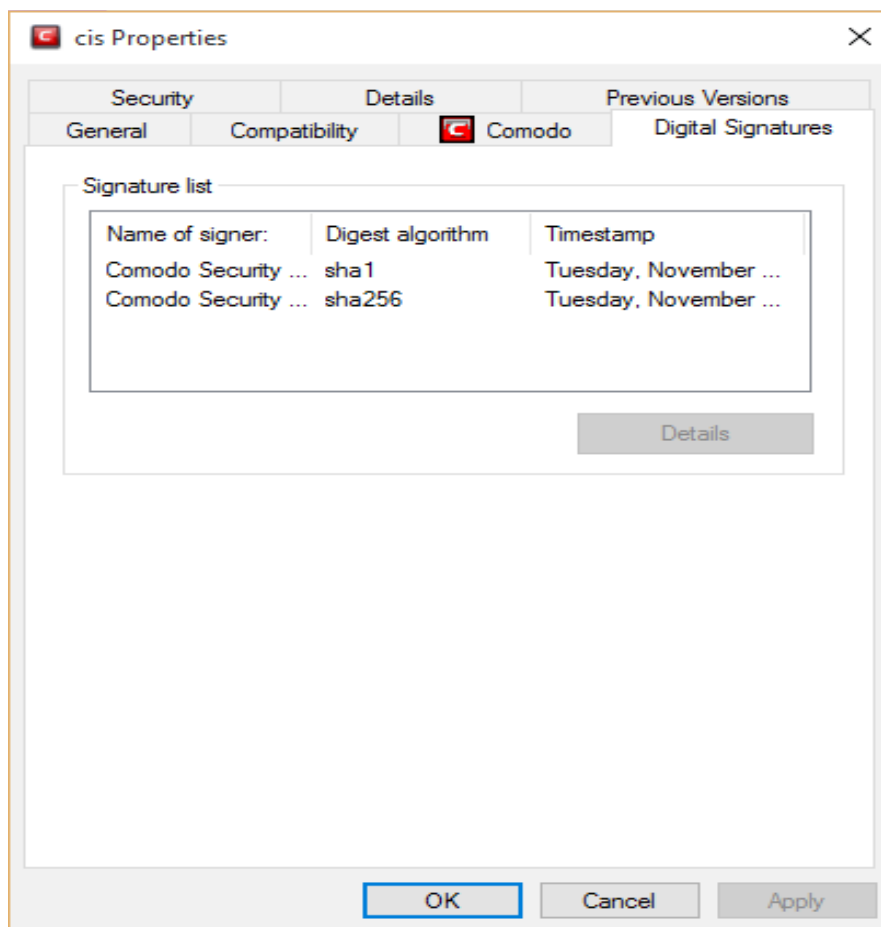 cis Properties
Security Details Previous Versions
General Compatibility Comodo Digital Signatures
Signature list
Name of signer: Digest algorithm Timestamp
Comodo Security ... sha1 Tuesday, November ...
Comodo Security ... sha256 Tuesday, November ...
Details
OK Cancel Apply